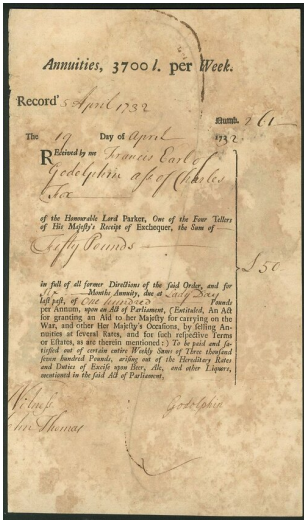 Annuities, 3700 l. per Week.
Record' 5 April 1732
Numb. 261
The 19 Day of April 1732.
Received by me Francis Earl of
Godolphin ass of Charles
Fox
of the Honourable Lord Parker, One of the Four Tellers
of His Majesty's Receipt of Exchequer, the Sum of
Fifty Pounds
£ 50
in full of all former Directions of the said Order, and for
Six Months Annuity, due at Lady Day
last past, of One hundred Pounds
per Annum, upon an Act of Parliament, (Entituled, An Act
for granting an Aid to her Majesty for carrying on the
War, and other Her Majesty's Occasions, by selling Annui-
ties at several Rates, and for such respective Terms
or Estates, as are therein mentioned:) To be paid and sa-
tisfied out of certain entire Weekly Sums of Three thousand
seven hundred Pounds, arising out of the Hereditary Rates
and Duties of Excise upon Beer, Ale, and other Liquors,
mentioned in the said Act of Parliament.
Witness
John Thomas
Godolphin